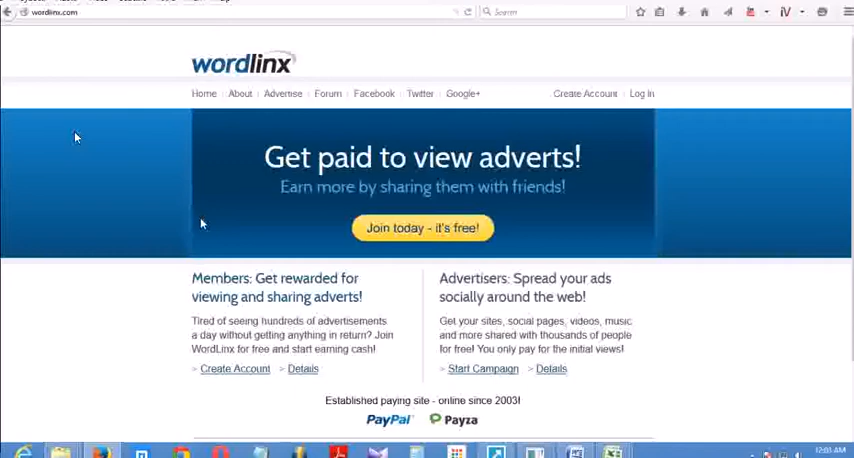 wordlinx.com
Search
wordlinx
Home About Advertise Forum Facebook Twitter Google+ Create Account Log In
Get paid to view adverts!
Earn more by sharing them with friends!
Join today - it's free!
Members: Get rewarded for
viewing and sharing adverts!
Tired of seeing hundreds of advertisements
a day without getting anything in return? Join
WordLinx for free and start earning cash!
> Create Account > Details
Advertisers: Spread your ads
socially around the web!
Get your sites, social pages, videos, music
and more shared with thousands of people
for free! You only pay for the initial views!
> Start Campaign > Details
Established paying site - online since 2003!
PayPal Payza
12:03 AM